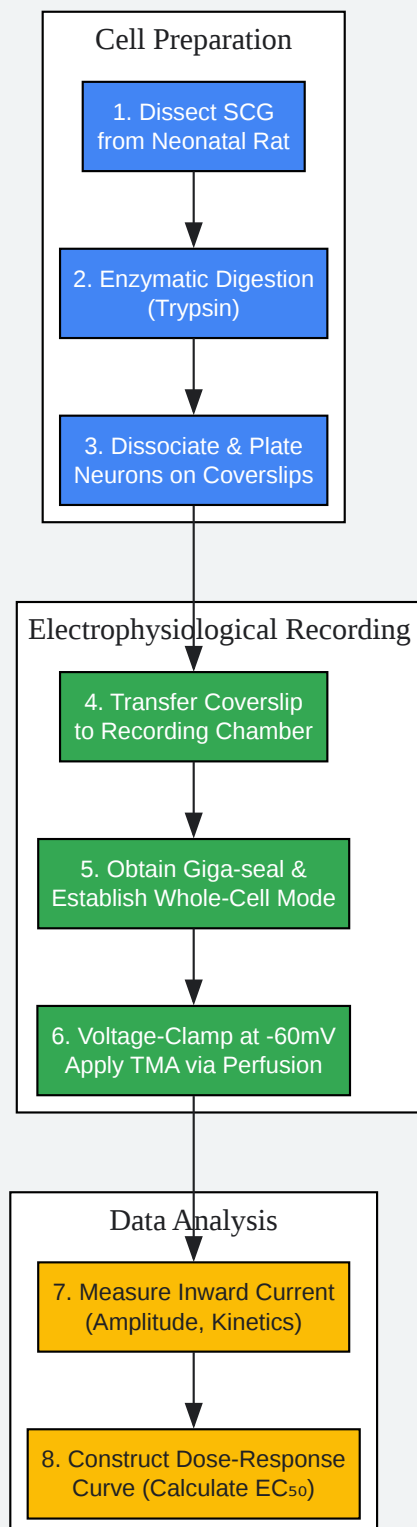 Cell Preparation
1. Dissect SCG
from Neonatal Rat
2. Enzymatic Digestion
(Trypsin)
3. Dissociate & Plate
Neurons on Coverslips
Electrophysiological Recording
4. Transfer Coverslip
to Recording Chamber
5. Obtain Giga-seal &
Establish Whole-Cell Mode
6. Voltage-Clamp at -60mV
Apply TMA via Perfusion
Data Analysis
7. Measure Inward Current
(Amplitude, Kinetics)
8. Construct Dose-Response
Curve (Calculate EC₅₀)